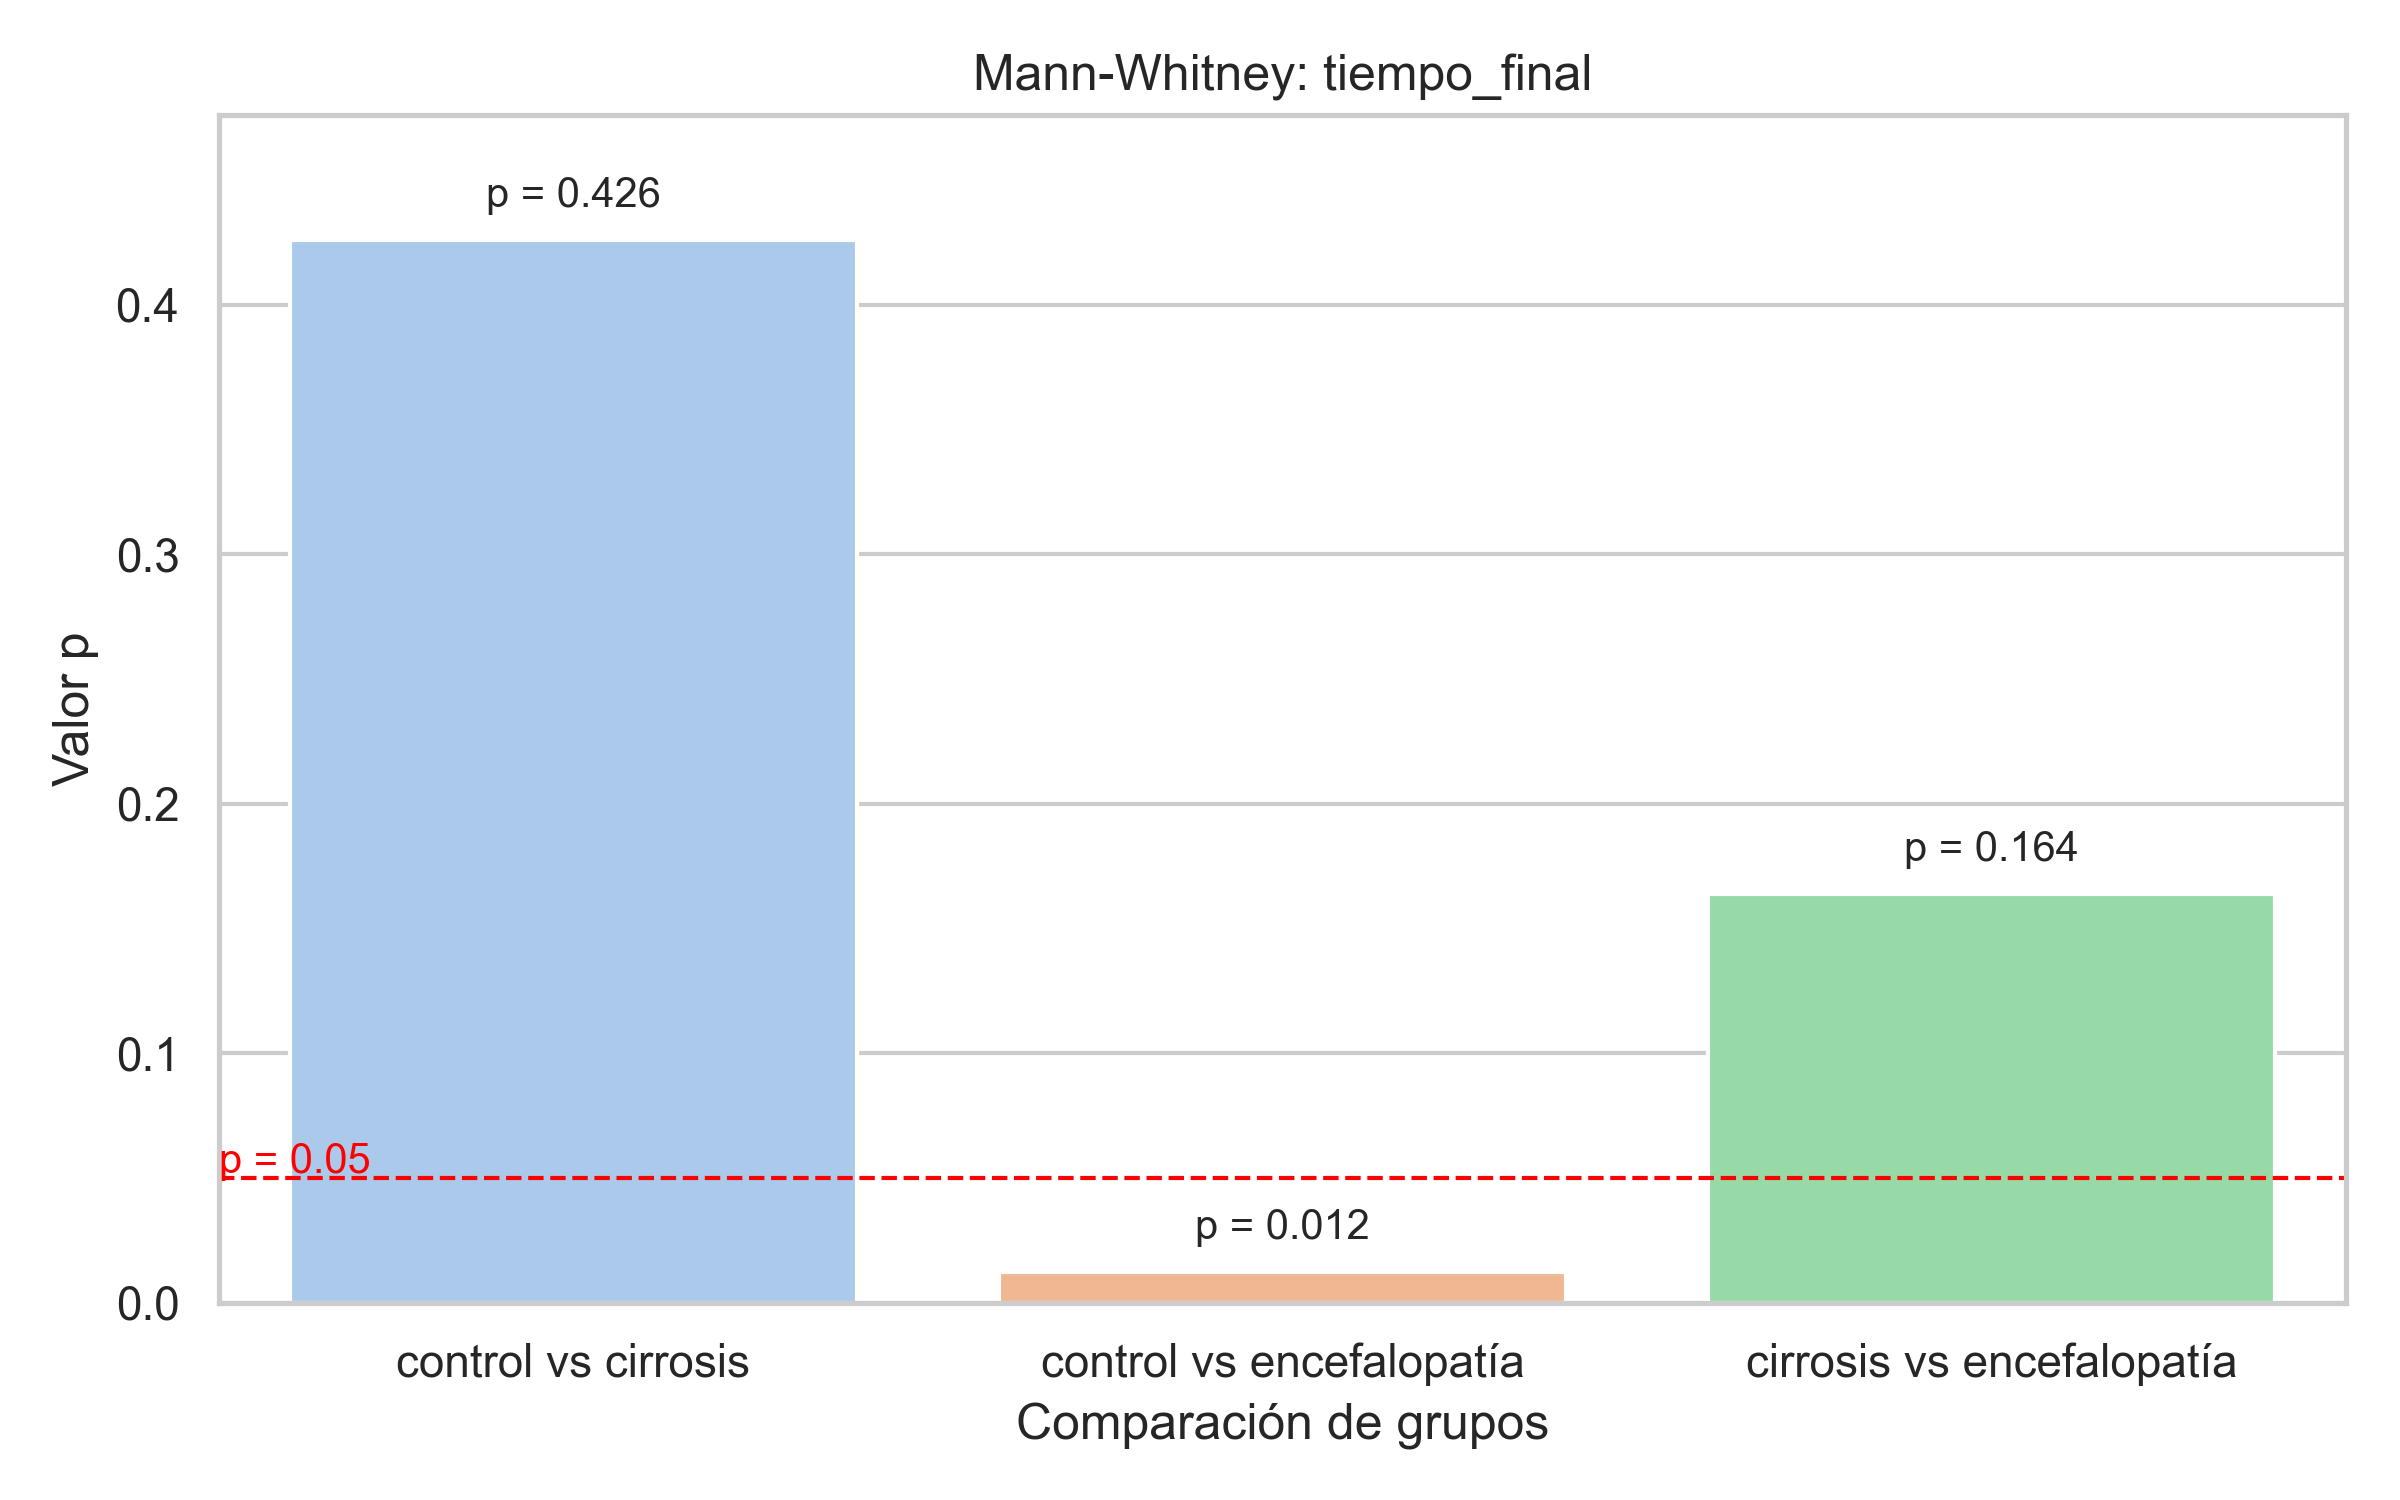 Mann-Whitney: tiempo_final
p = 0.426
0.4
0.3
Valor p
0.2
p = 0.164
0.1
p = 0.05
p = 0.012
0.0
control vs cirrosis
control vs encefalopatía
cirrosis vs encefalopatía
Comparación de grupos